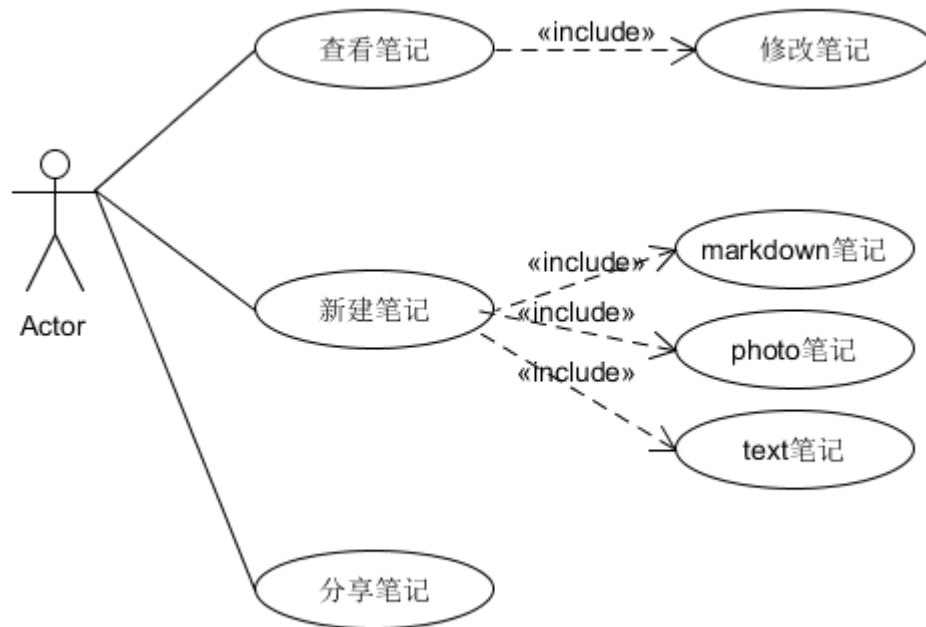 查看笔记
«include»
修改笔记
Actor
新建笔记
«include»
markdown笔记
«include»
photo笔记
«include»
text笔记
分享笔记